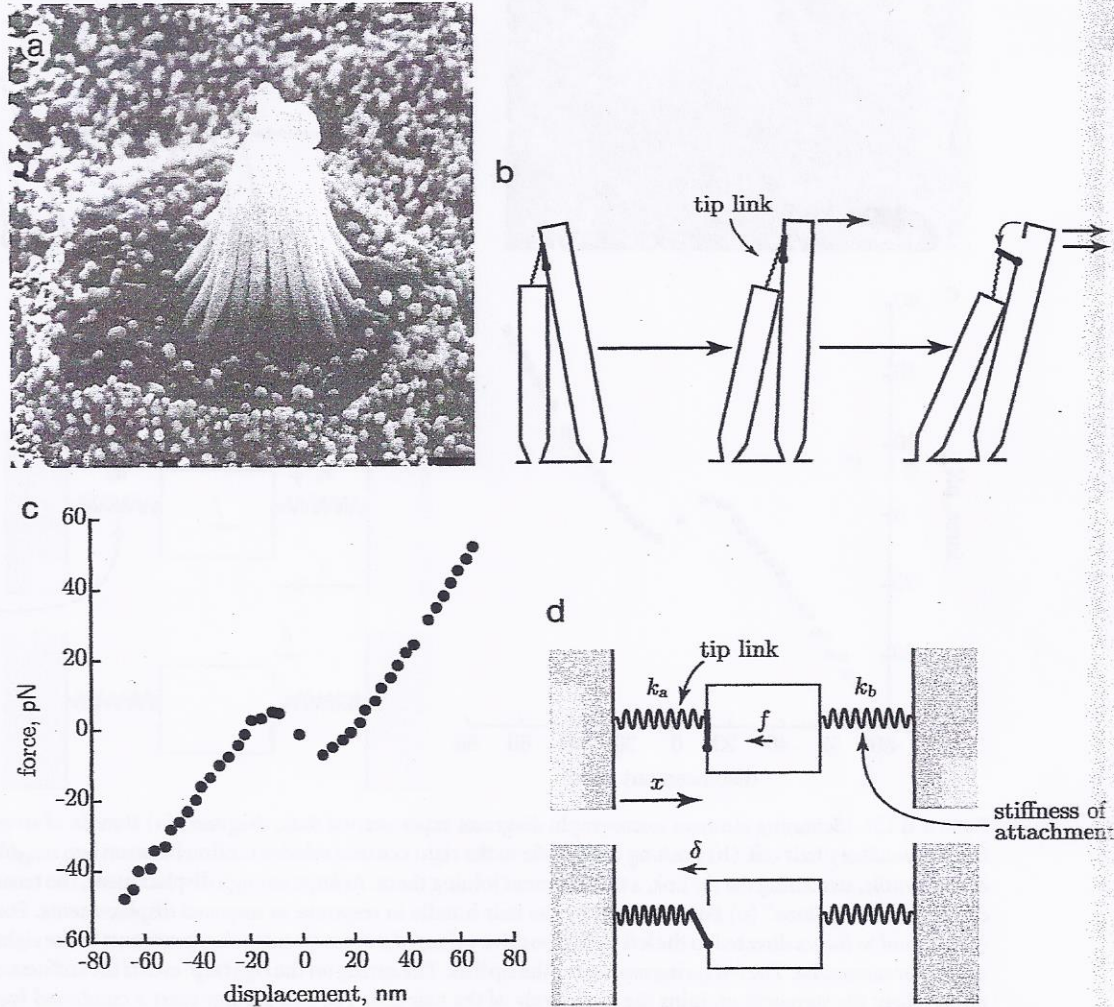 a
b
tip link
c
60
40
20
0
−20
−40
−60
force, pN
−80 −60 −40 −20 0 20 40 60 80
displacement, nm
d
tip link
k_a
k_b
f
x
stiffness of
attachment
δ